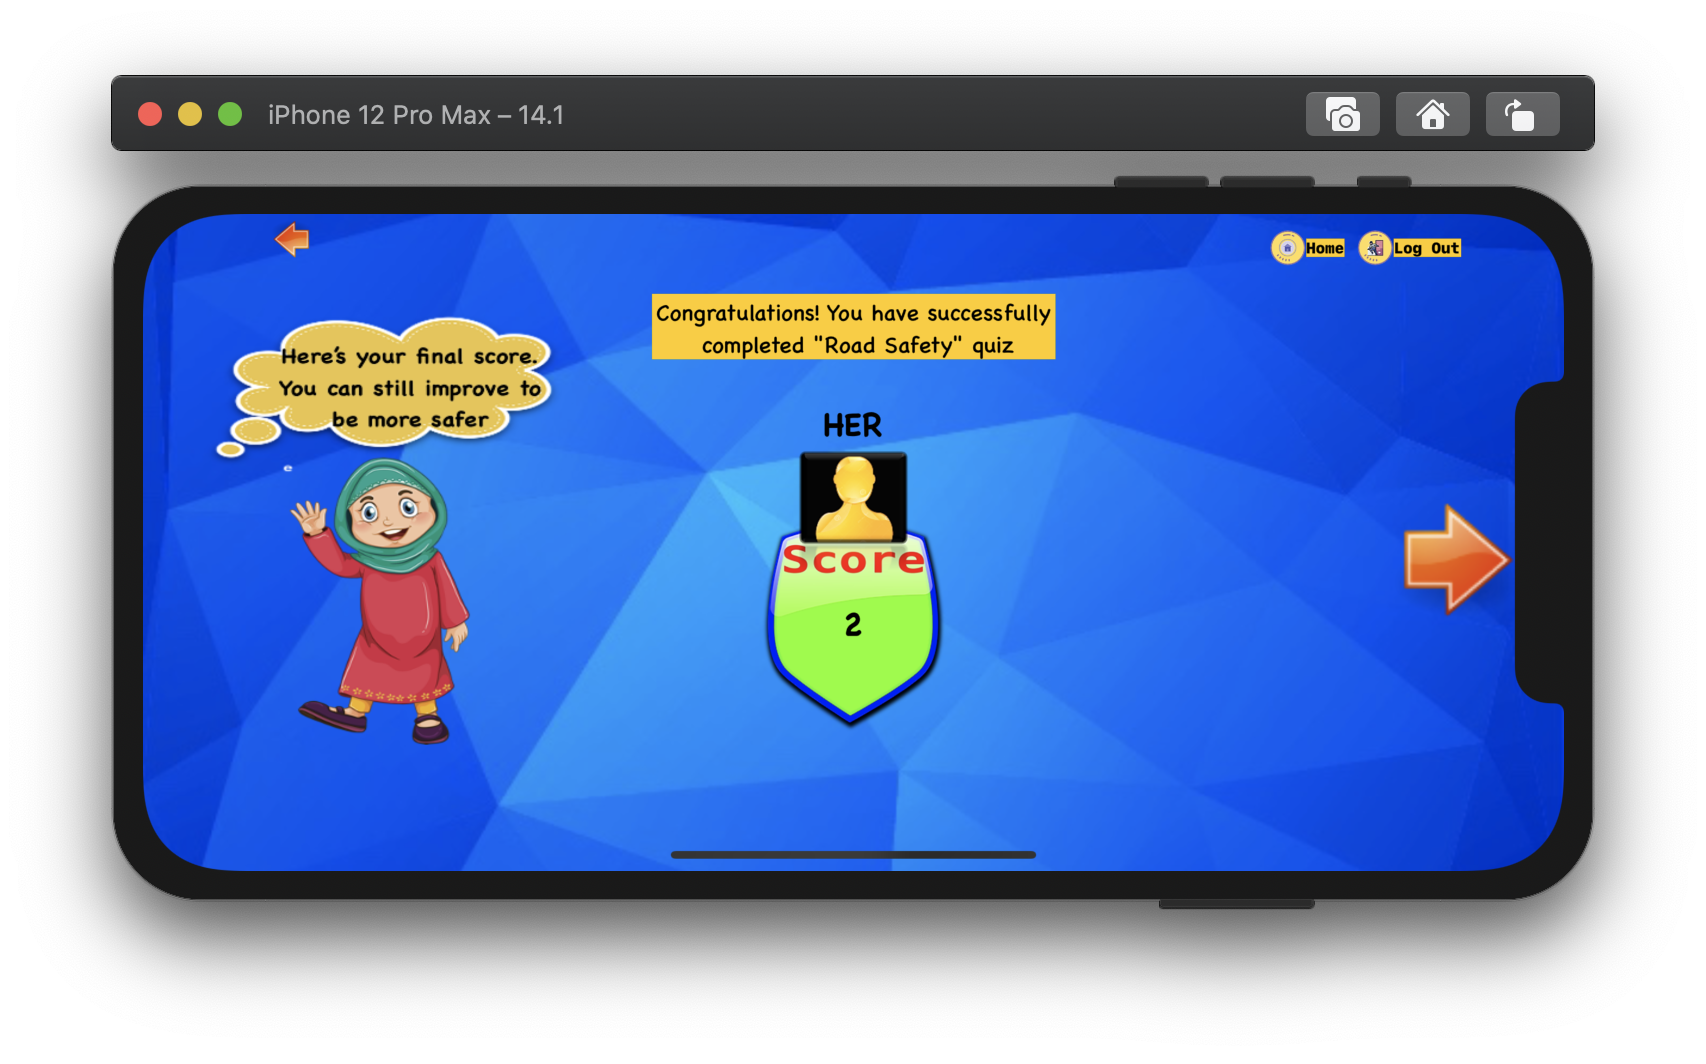 iPhone 12 Pro Max – 14.1
Home
Log Out
Congratulations! You have successfully
completed "Road Safety" quiz
Here's your final score.
You can still improve to
be more safer
HER
e
Score
2